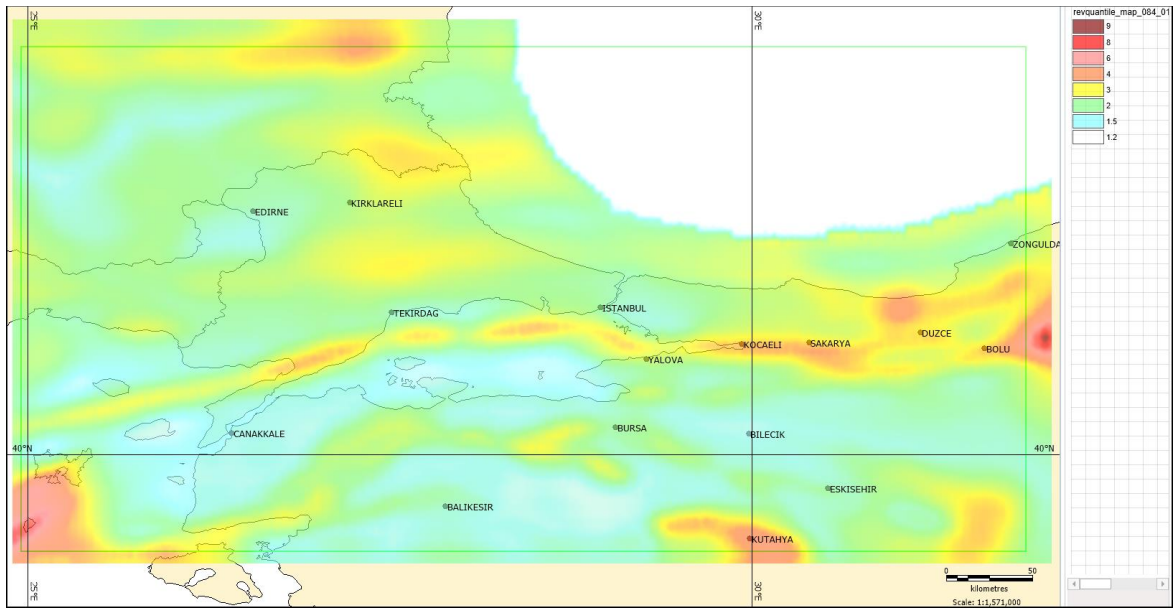 25°E
30°E
revquantile_map_084_01
9
8
6
4
3
2
1.5
1.2
KIRKLARELI
EDIRNE
ZONGULDA
TEKIRDAG
ISTANBUL
DUZCE
KOCAELI
SAKARYA
BOLU
YALOVA
BURSA
CANAKKALE
BILECIK
40°N
40°N
ESKISEHIR
BALIKESIR
KUTAHYA
0
50
kilometres
25°E
30°E
Scale: 1:1,571,000